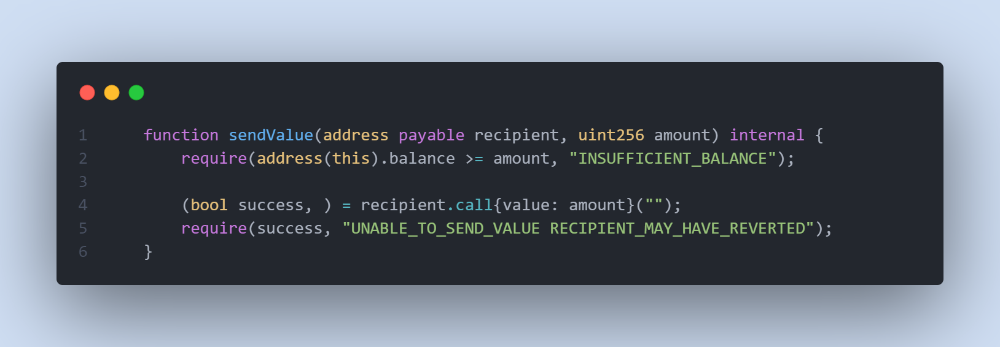 1 function sendValue(address payable recipient, uint256 amount) internal {
2 require(address(this).balance >= amount, "INSUFFICIENT_BALANCE");
3
4 (bool success, ) = recipient.call{value: amount}("");
5 require(success, "UNABLE_TO_SEND_VALUE RECIPIENT_MAY_HAVE_REVERTED");
6 }